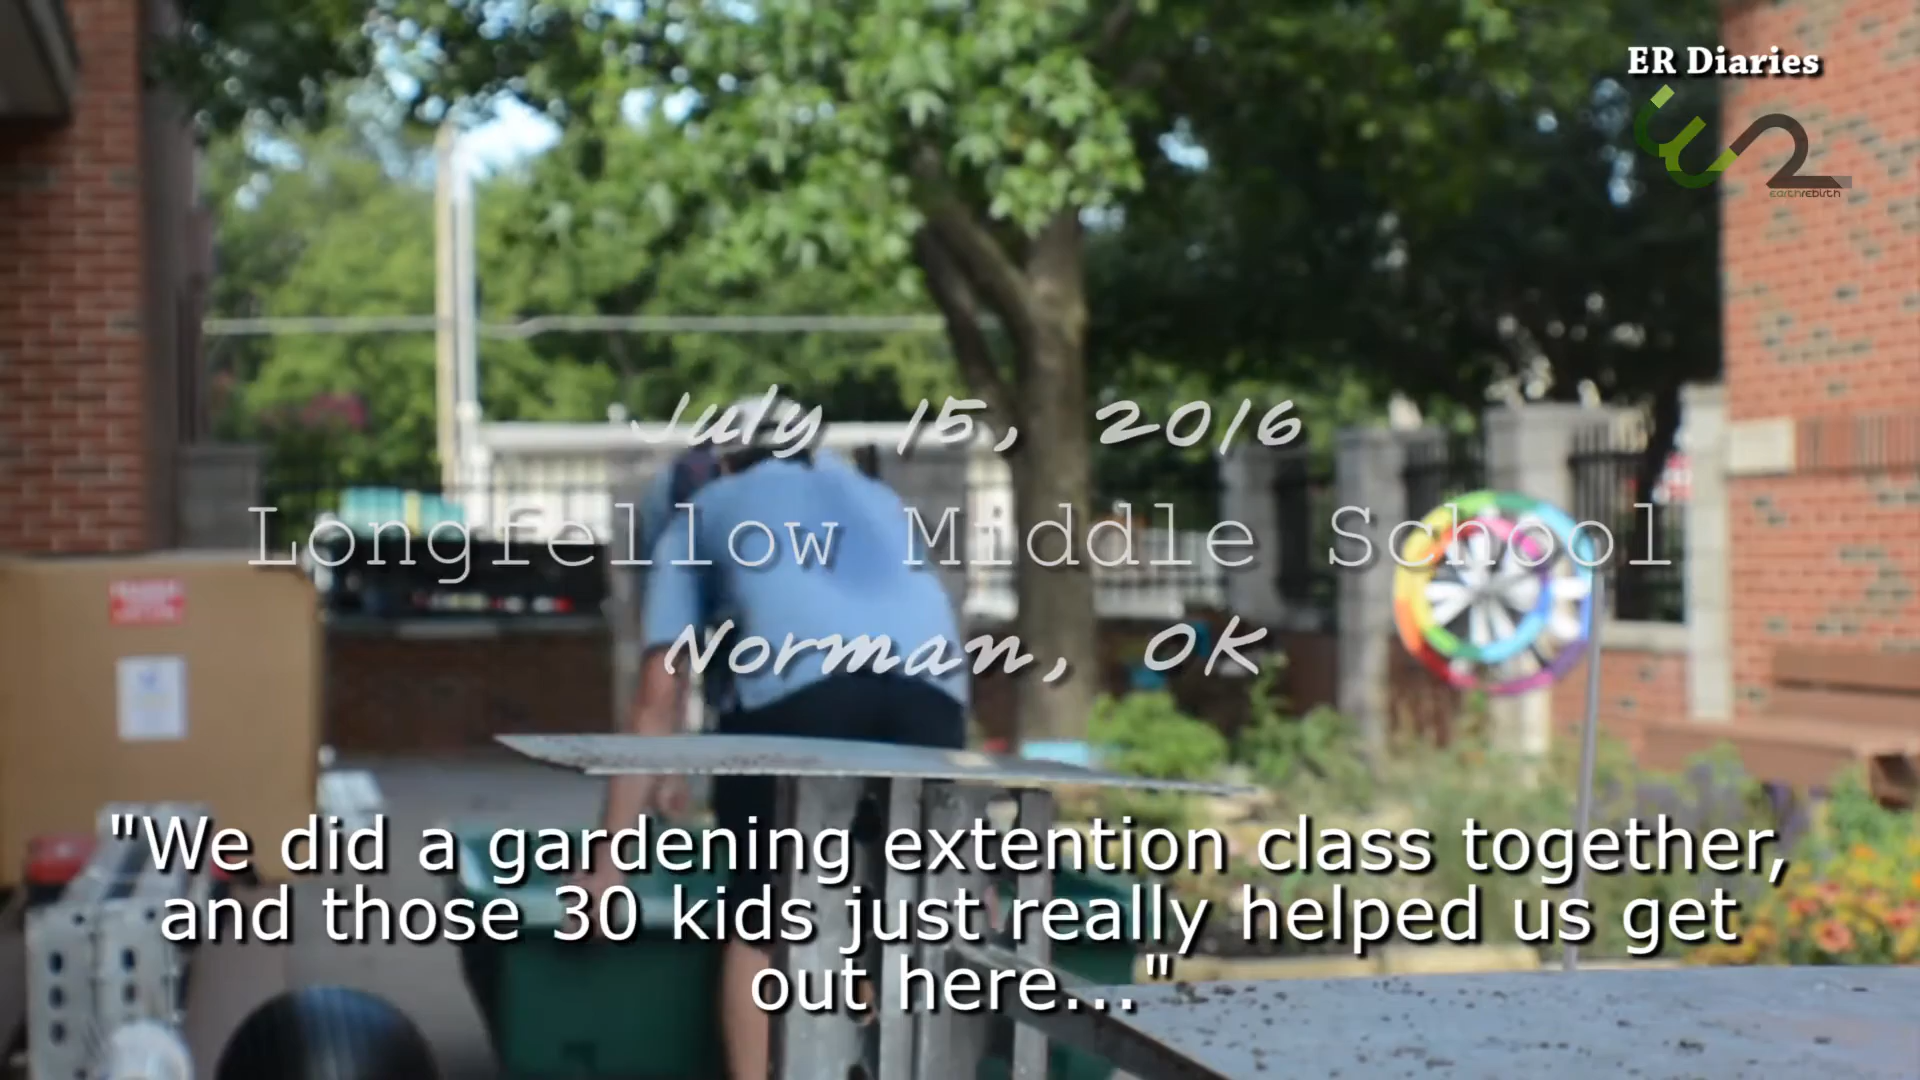 ER Diaries
earthrebirth
July 15, 2016
Longfellow Middle School
Norman, OK
"We did a gardening extention class together,
and those 30 kids just really helped us get
out here..."